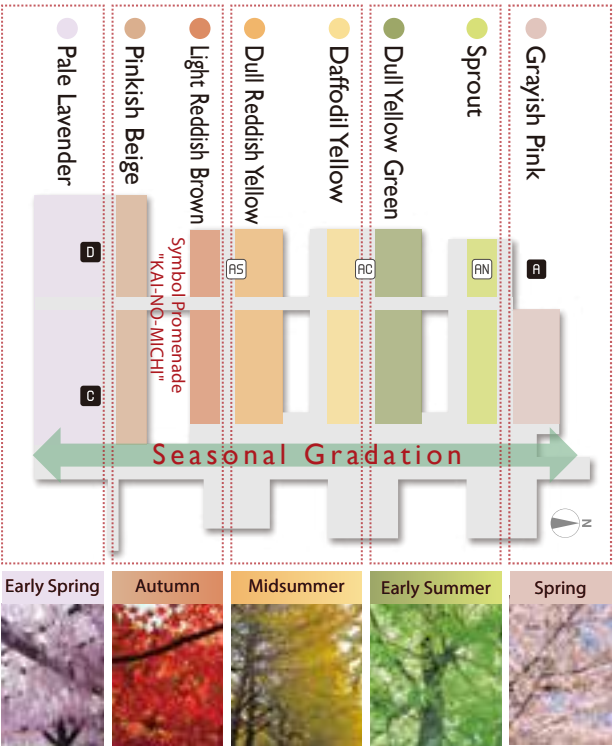 Pale Lavender
Pinkish Beige
Light Reddish Brown
Dull Reddish Yellow
Daffodil Yellow
Dull Yellow Green
Sprout
Grayish Pink
D
AS
AC
AN
A
Symbol Promenade
"KAI-NO-MICHI"
C
Seasonal Gradation
N
Early Spring
Autumn
Midsummer
Early Summer
Spring